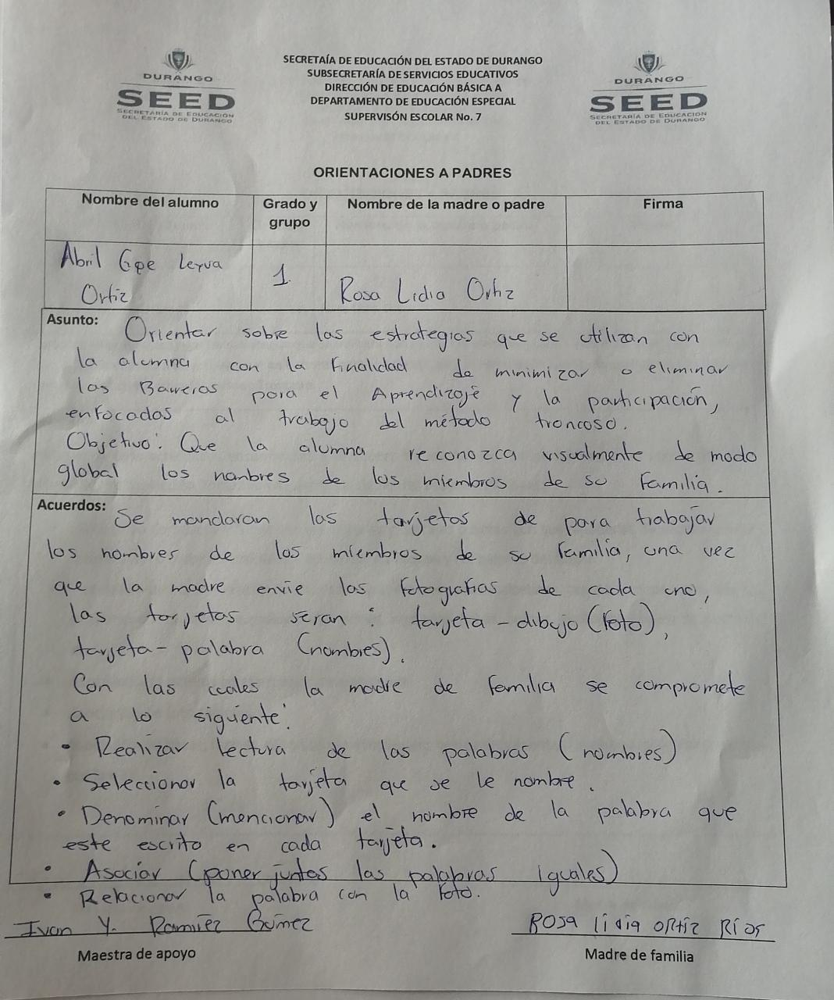 DURANGO
SEED
SECRETARÍA DE EDUCACIÓN
DEL ESTADO DE DURANGO
SECRETAÍA DE EDUCACIÓN DEL ESTADO DE DURANGO
SUBSECRETARÍA DE SERVICIOS EDUCATIVOS
DIRECCIÓN DE EDUCACIÓN BÁSICA A
DEPARTAMENTO DE EDUCACIÓN ESPECIAL
SUPERVISÓN ESCOLAR No. 7
DURANGO
SEED
SECRETARÍA DE EDUCACIÓN
DEL ESTADO DE DURANGO
ORIENTACIONES A PADRES
Nombre del alumno
Grado y
grupo
Nombre de la madre o padre
Firma
Abril Gpe Leyva
Ortiz
1
Rosa Lidia Ortiz
Asunto: Orientar sobre las estrategias que se utilizan con
la alumna con la finalidad de minimizar o eliminar
las Barreras para el Aprendizaje y la participación,
enfocadas al trabajo del método troncoso.
Objetivo: Que la alumna reconozca visualmente de modo
global los nombres de los miembros de su familia.
Acuerdos: Se mandaran las tarjetas de para trabajar
los nombres de los miembros de su familia, una vez
que la madre envie las fotografias de cada uno,
las tarjetas seran: tarjeta-dibujo (foto),
tarjeta-palabra (nombres).
Con las cuales la madre de familia se compromete
a lo siguiente:
• Realizar lectura de las palabras (nombres)
• Seleccionar la tarjeta que se le nombre.
• Denominar (mencionar) el nombre de la palabra que
este escrito en cada tarjeta.
• Asociar (poner juntas las palabras iguales)
• Relacionar la palabra con la foto.
Ivon Y. Ramírez Gómez
Maestra de apoyo
Rosa lidia ortiz Ríos
Madre de familia